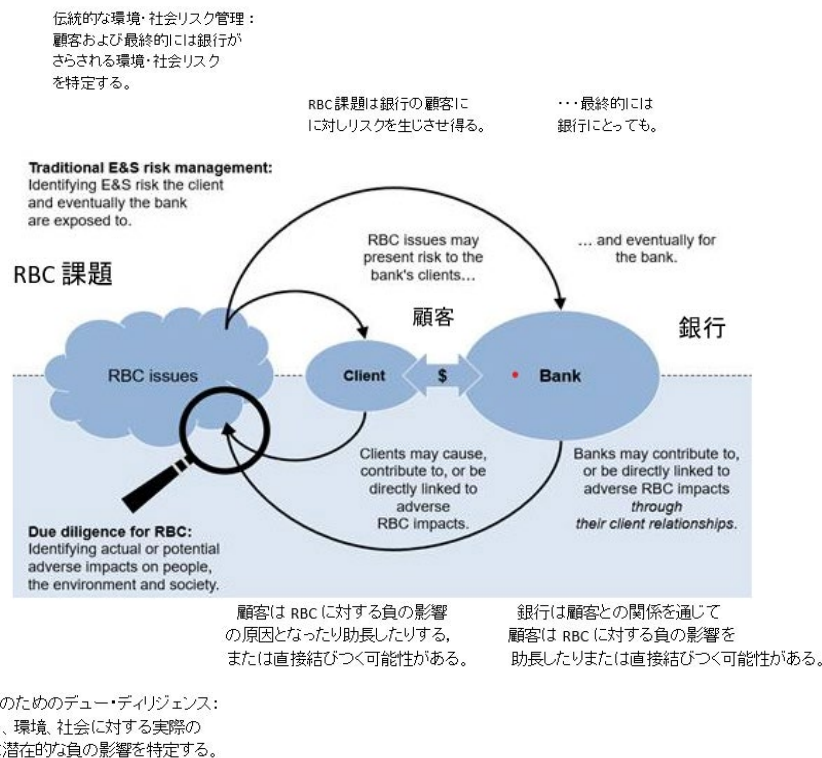 伝統的な環境・社会リスク管理：
顧客および最終的には銀行が
さらされる環境・社会リスク
を特定する。
RBC課題は銀行の顧客に
に対しリスクを生じさせ得る。
・・・最終的には
銀行にとっても。
Traditional E&S risk management:
Identifying E&S risk the client
and eventually the bank
are exposed to.
RBC issues may
present risk to the
bank's clients…
… and eventually for
the bank.
RBC 課題
顧客
銀行
RBC issues
Client
$
Bank
Clients may cause,
contribute to, or be
directly linked to
adverse
RBC impacts.
Banks may contribute to,
or be directly linked to
adverse RBC impacts
through
their client relationships.
Due diligence for RBC:
Identifying actual or potential
adverse impacts on people,
the environment and society.
顧客は RBC に対する負の影響
の原因となったり助長したりする,
または直接結びつく可能性がある。
銀行は顧客との関係を通じて
顧客は RBC に対する負の影響を
助長したりまたは直接結びつく可能性がある。
のためのデュー・ディリジェンス:
、環境、社会に対する実際の
潜在的な負の影響を特定する。